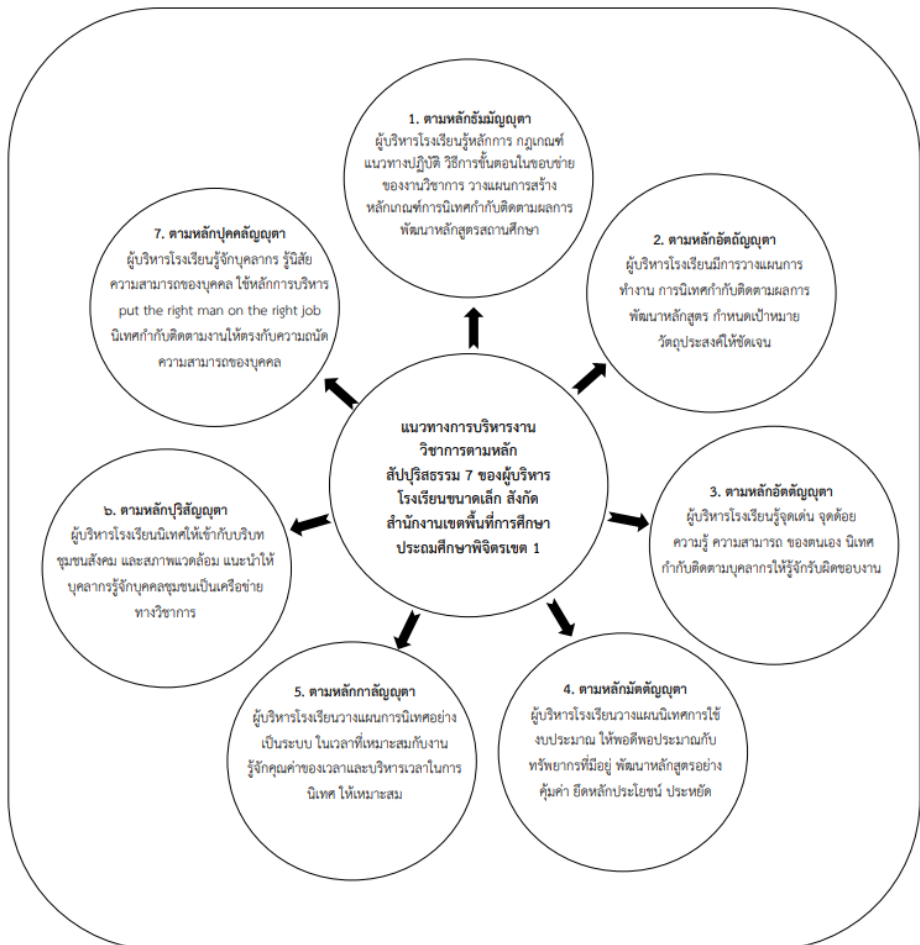 1. ตามหลักธัมมัญญุตา
ผู้บริหารโรงเรียนรู้หลักการ กฎเกณฑ์
แนวทางปฏิบัติ วิธีการขั้นตอนในขอบข่าย
ของงานวิชาการ วางแผนการสร้าง
หลักเกณฑ์การนิเทศกำกับติดตามผลการ
พัฒนาหลักสูตรสถานศึกษา
2. ตามหลักอัตถัญญุตา
ผู้บริหารโรงเรียนมีการวางแผนการ
ทำงาน การนิเทศกำกับติดตามผลการ
พัฒนาหลักสูตร กำหนดเป้าหมาย
วัตถุประสงค์ให้ชัดเจน
3. ตามหลักอัตตัญญุตา
ผู้บริหารโรงเรียนรู้จุดเด่น จุดด้อย
ความรู้ ความสามารถ ของตนเอง นิเทศ
กำกับติดตามบุคลากรให้รู้จักรับผิดชอบงาน
4. ตามหลักมัตตัญญุตา
ผู้บริหารโรงเรียนวางแผนนิเทศการใช้
งบประมาณ ให้พอดีพอประมาณกับ
ทรัพยากรที่มีอยู่ พัฒนาหลักสูตรอย่าง
คุ้มค่า ยึดหลักประโยชน์ ประหยัด
5. ตามหลักกาลัญญุตา
ผู้บริหารโรงเรียนวางแผนการนิเทศอย่าง
เป็นระบบ ในเวลาที่เหมาะสมกับงาน
รู้จักคุณค่าของเวลาและบริหารเวลาในการ
นิเทศ ให้เหมาะสม
๖. ตามหลักปุริสัญญุตา
ผู้บริหารโรงเรียนนิเทศให้เข้ากับบริบท
ชุมชนสังคม และสภาพแวดล้อม แนะนำให้
บุคลากรรู้จักบุคคลชุมชนเป็นเครือข่าย
ทางวิชาการ
7. ตามหลักปุคคลัญญุตา
ผู้บริหารโรงเรียนรู้จักบุคลากร รู้นิสัย
ความสามารถของบุคคล ใช้หลักการบริหาร
put the right man on the right job
นิเทศกำกับติดตามงานให้ตรงกับความถนัด
ความสามารถของบุคคล
แนวทางการบริหารงาน
วิชาการตามหลัก
สัปปุริสธรรม 7 ของผู้บริหาร
โรงเรียนขนาดเล็ก สังกัด
สำนักงานเขตพื้นที่การศึกษา
ประถมศึกษาพิจิตรเขต 1